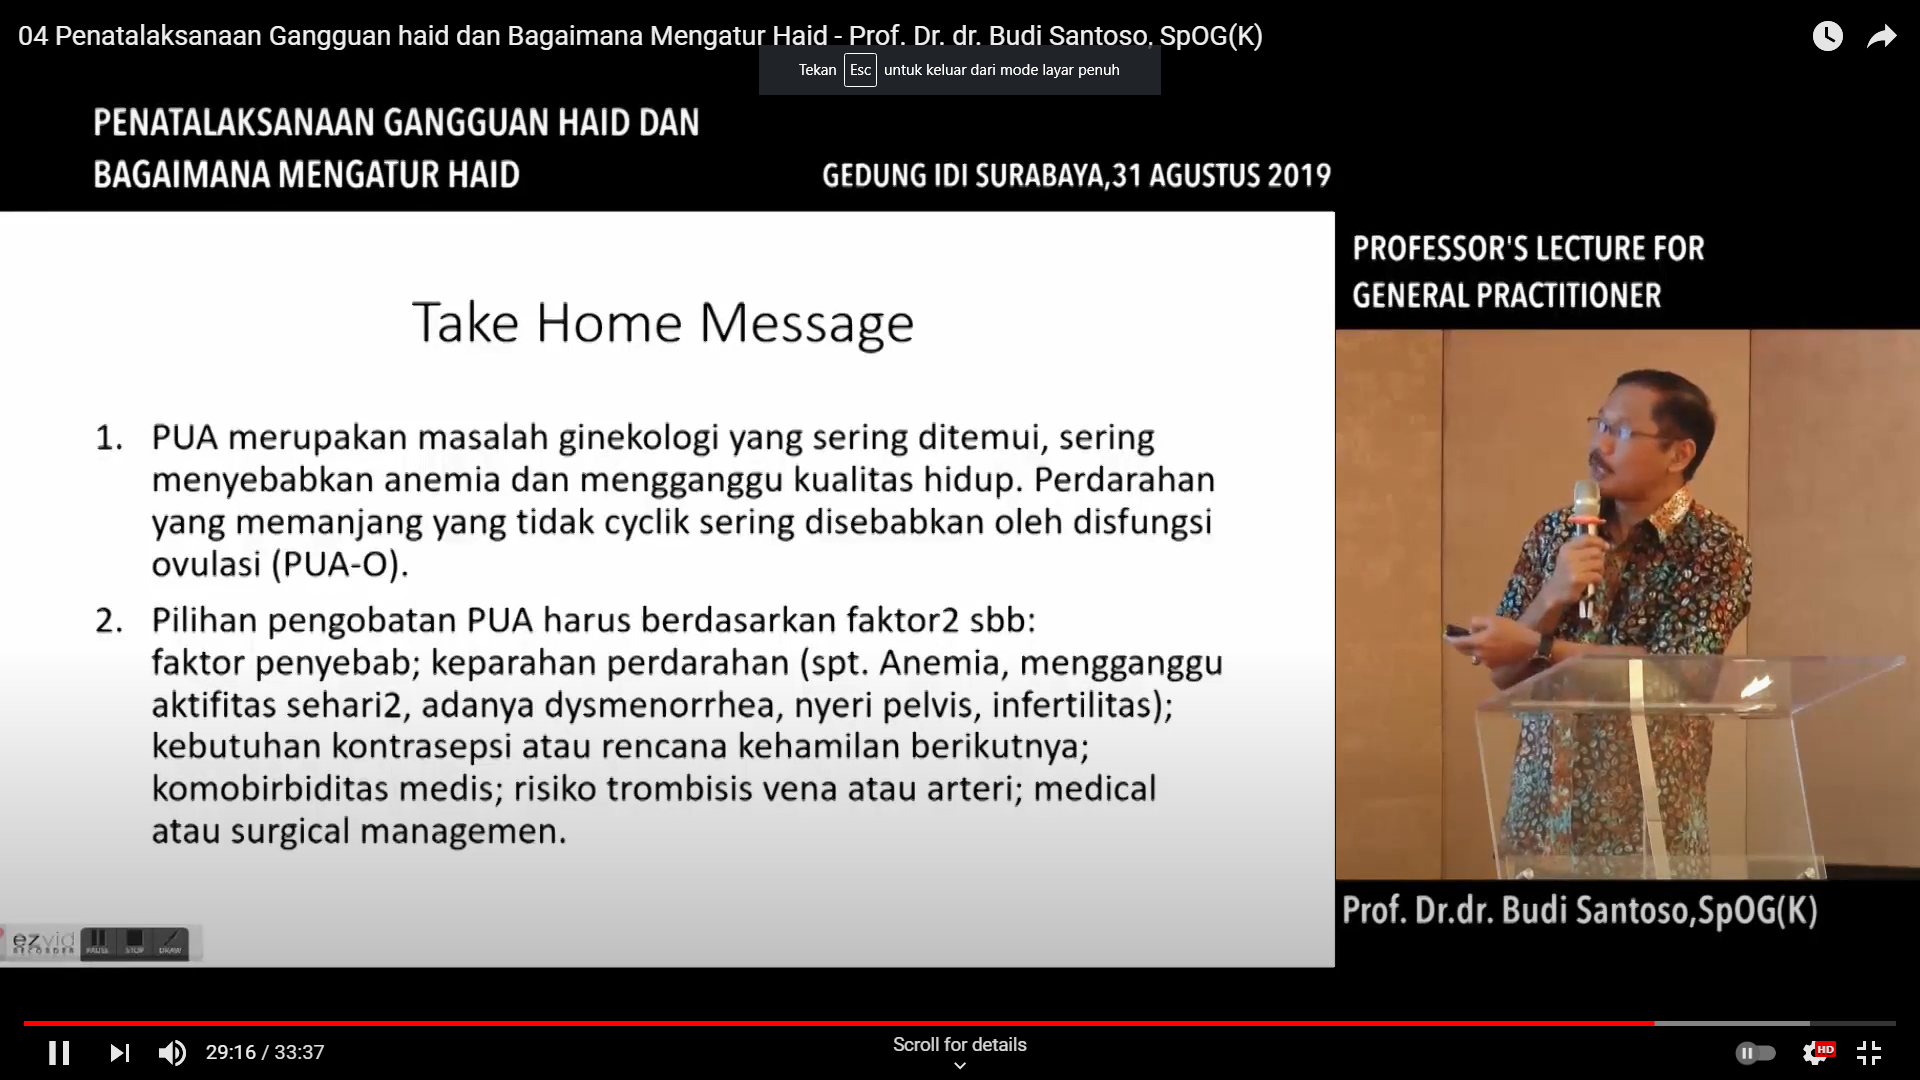 04 Penatalaksanaan Gangguan haid dan Bagaimana Mengatur Haid - Prof. Dr. dr. Budi Santoso, SpOG(K)
Tekan Esc untuk keluar dari mode layar penuh
PENATALAKSANAAN GANGGUAN HAID DAN
BAGAIMANA MENGATUR HAID
GEDUNG IDI SURABAYA,31 AGUSTUS 2019
PROFESSOR'S LECTURE FOR
GENERAL PRACTITIONER
Take Home Message
1. PUA merupakan masalah ginekologi yang sering ditemui, sering
menyebabkan anemia dan mengganggu kualitas hidup. Perdarahan
yang memanjang yang tidak cyclik sering disebabkan oleh disfungsi
ovulasi (PUA-O).
2. Pilihan pengobatan PUA harus berdasarkan faktor2 sbb:
faktor penyebab; keparahan perdarahan (spt. Anemia, mengganggu
aktifitas sehari2, adanya dysmenorrhea, nyeri pelvis, infertilitas);
kebutuhan kontrasepsi atau rencana kehamilan berikutnya;
komobirbiditas medis; risiko trombisis vena atau arteri; medical
atau surgical managemen.
Prof. Dr.dr. Budi Santoso,SpOG(K)
ezvid
RECORDER
PAUSE STOP DRAW
29:16 / 33:37
Scroll for details
HD